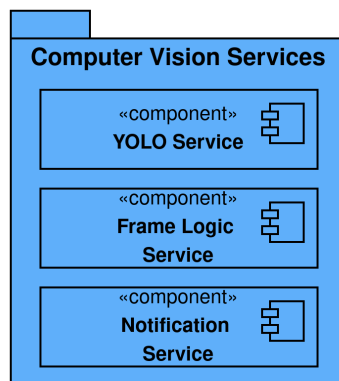 Computer Vision Services
«component»
YOLO Service
«component»
Frame Logic
Service
«component»
Notification
Service